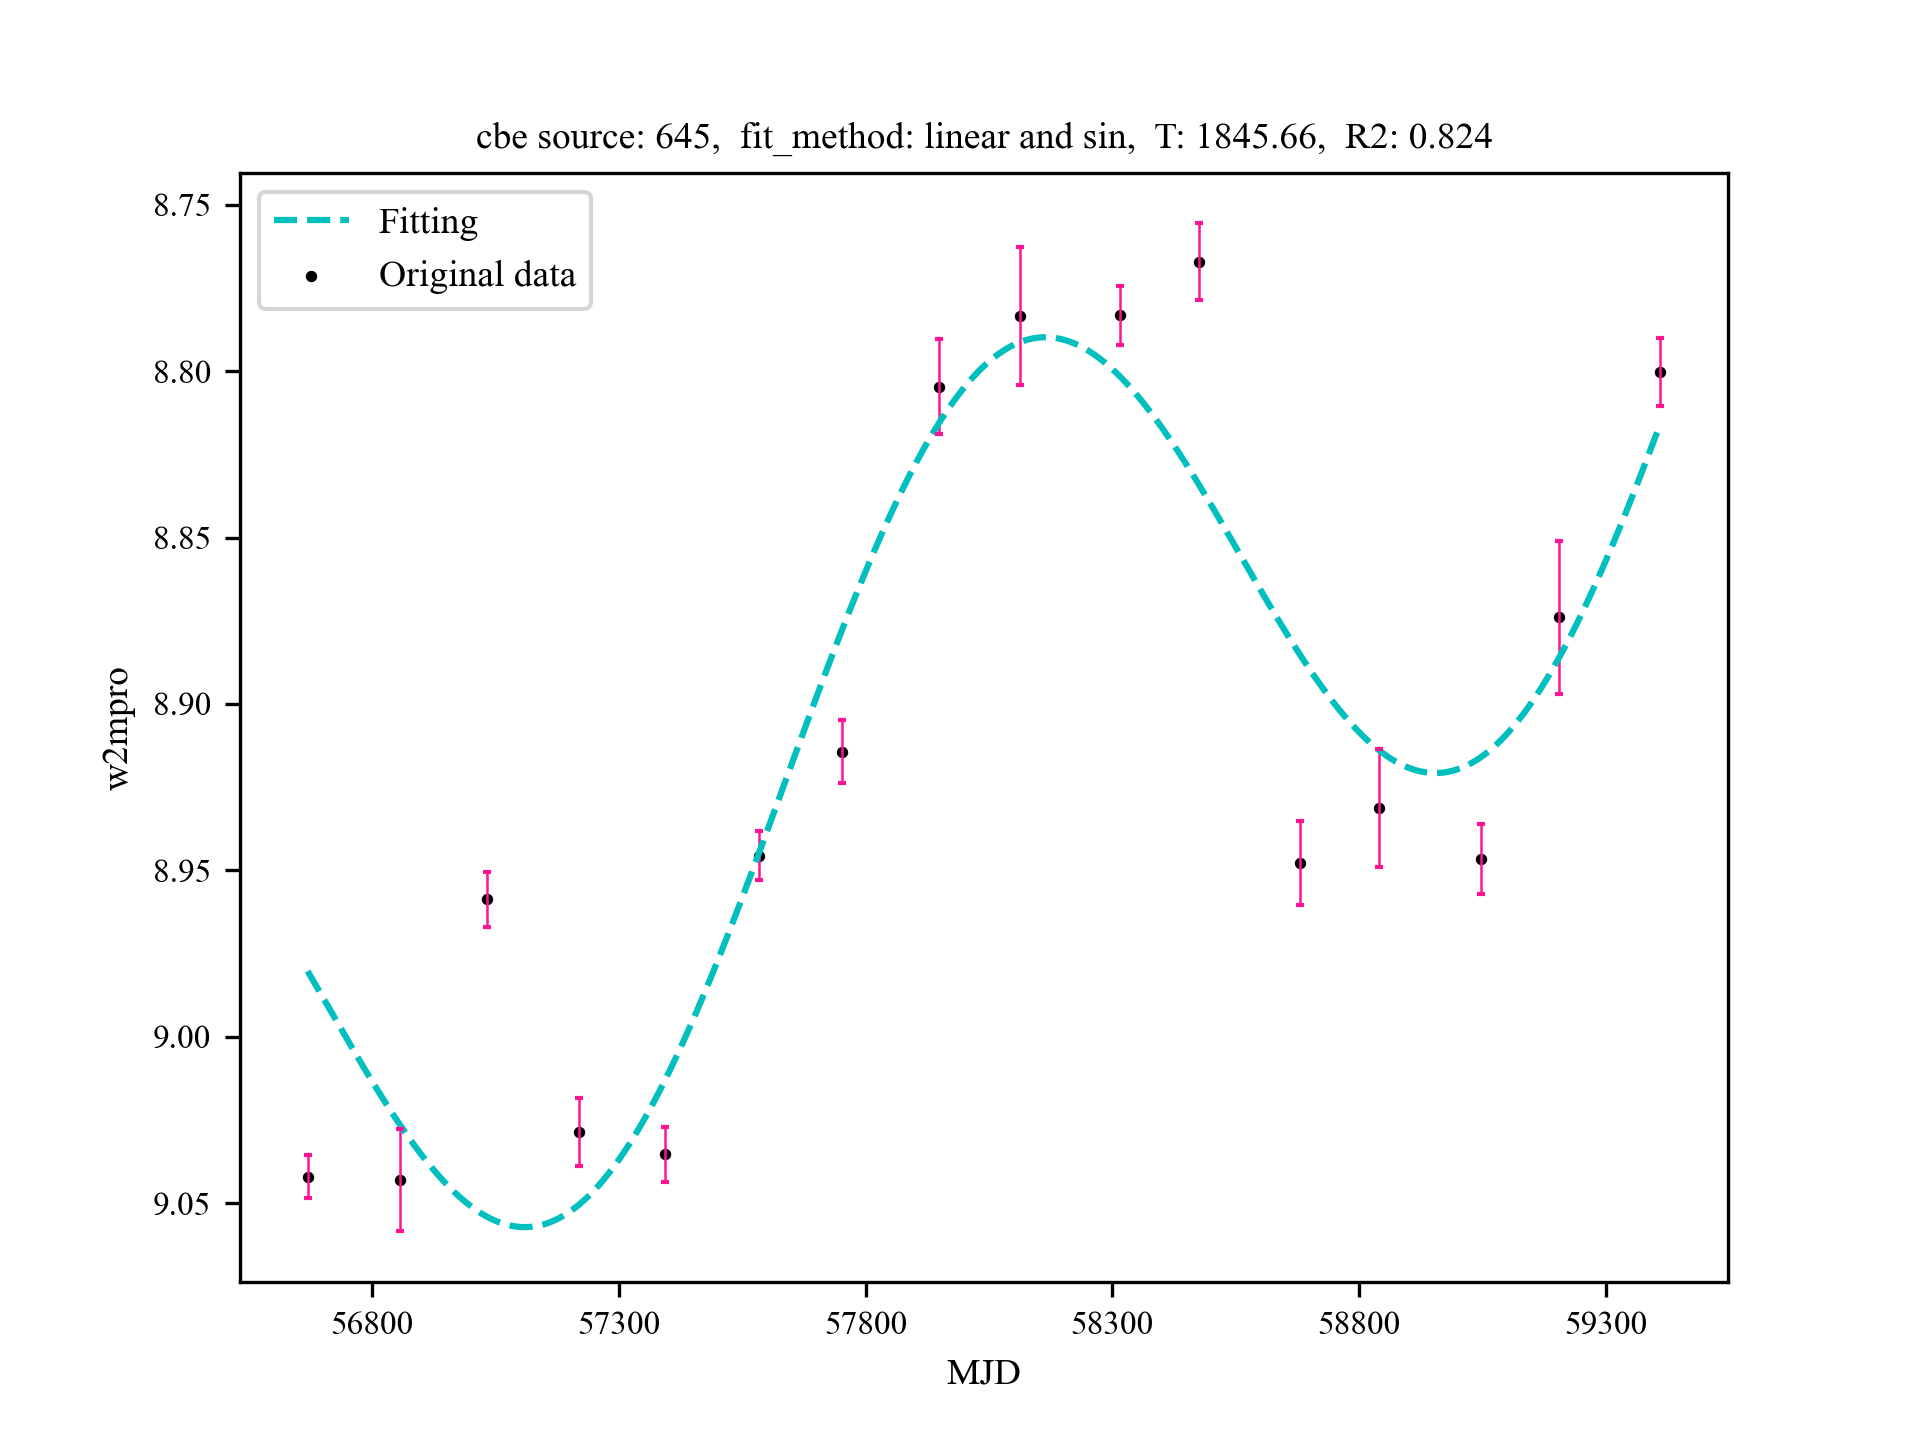 cbe source: 645,  fit_method: linear and sin,  T: 1845.66,  R2: 0.824
Fitting
Original data
8.75
8.80
8.85
8.90
8.95
9.00
9.05
w2mpro
56800 57300 57800 58300 58800 59300
MJD